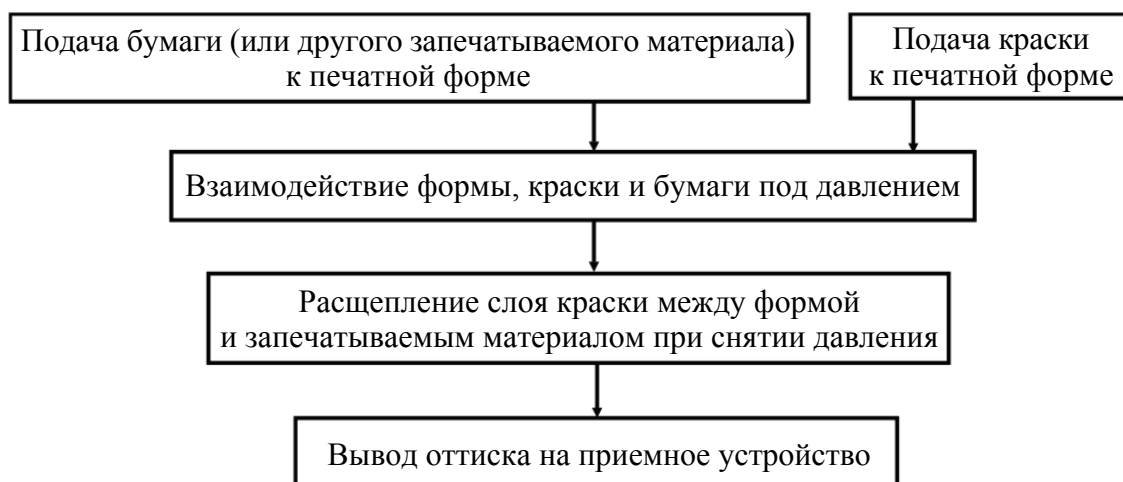 Подача бумаги (или другого запечатываемого материала)
к печатной форме
Подача краски
к печатной форме
Взаимодействие формы, краски и бумаги под давлением
Расщепление слоя краски между формой
и запечатываемым материалом при снятии давления
Вывод оттиска на приемное устройство